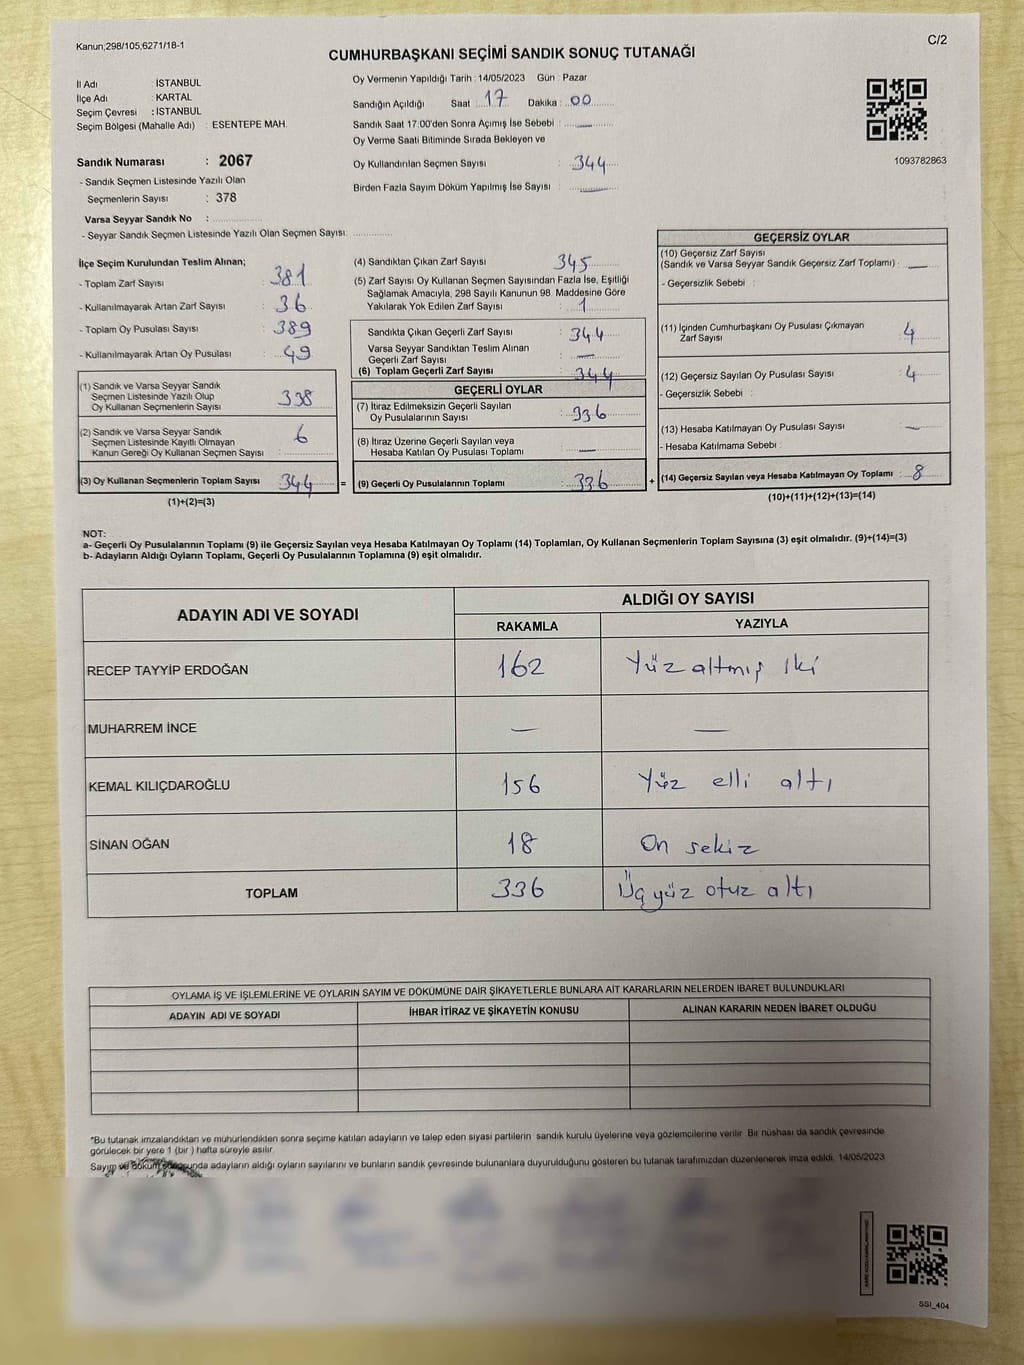 Kanun;298/105;6271/18-1
C/2
CUMHURBAŞKANI SEÇİMİ SANDIK SONUÇ TUTANAĞI
İl Adı : İSTANBUL
İlçe Adı : KARTAL
Seçim Çevresi : İSTANBUL
Seçim Bölgesi (Mahalle Adı) : ESENTEPE MAH.
Sandık Numarası : 2067
- Sandık Seçmen Listesinde Yazılı Olan
Seçmenlerin Sayısı : 378
Varsa Seyyar Sandık No :
- Seyyar Sandık Seçmen Listesinde Yazılı Olan Seçmen Sayısı:
Oy Vermenin Yapıldığı Tarih : 14/05/2023 Gün : Pazar
Sandığın Açıldığı Saat : 17 Dakika : 00
Sandık Saat 17:00'den Sonra Açımış İse Sebebi : —
Oy Verme Saati Bitiminde Sırada Bekleyen ve
Oy Kullandırılan Seçmen Sayısı : 344
Birden Fazla Sayım Döküm Yapılmış İse Sayısı : —
1093782863
İlçe Seçim Kurulundan Teslim Alınan;
- Toplam Zarf Sayısı : 381
- Kullanılmayarak Artan Zarf Sayısı : 36
- Toplam Oy Pusulası Sayısı : 389
- Kullanılmayarak Artan Oy Pusulası : 49
(1) Sandık ve Varsa Seyyar Sandık
Seçmen Listesinde Yazılı Olup
Oy Kullanan Seçmenlerin Sayısı : 338
(2) Sandık ve Varsa Seyyar Sandık
Seçmen Listesinde Kayıtlı Olmayan
Kanun Gereği Oy Kullanan Seçmen Sayısı : 6
(3) Oy Kullanan Seçmenlerin Toplam Sayısı : 344 =
(1)+(2)=(3)
(4) Sandıktan Çıkan Zarf Sayısı : 345
(5) Zarf Sayısı Oy Kullanan Seçmen Sayısından Fazla İse, Eşitliği
Sağlamak Amacıyla, 298 Sayılı Kanunun 98. Maddesine Göre
Yakılarak Yok Edilen Zarf Sayısı : 1
Sandıkta Çıkan Geçerli Zarf Sayısı : 344
Varsa Seyyar Sandıktan Teslim Alınan
Geçerli Zarf Sayısı : —
(6) Toplam Geçerli Zarf Sayısı : 344
GEÇERLİ OYLAR
(7) İtiraz Edilmeksizin Geçerli Sayılan
Oy Pusulalarının Sayısı : 336
(8) İtiraz Üzerine Geçerli Sayılan veya
Hesaba Katılan Oy Pusulası Toplamı : —
(9) Geçerli Oy Pusulalarının Toplamı : 336 +
GEÇERSİZ OYLAR
(10) Geçersiz Zarf Sayısı
(Sandık ve Varsa Seyyar Sandık Geçersiz Zarf Toplamı) : —
- Geçersizlik Sebebi :
(11) İçinden Cumhurbaşkanı Oy Pusulası Çıkmayan
Zarf Sayısı : 4
(12) Geçersiz Sayılan Oy Pusulası Sayısı : 4
- Geçersizlik Sebebi :
(13) Hesaba Katılmayan Oy Pusulası Sayısı : —
- Hesaba Katılmama Sebebi :
(14) Geçersiz Sayılan veya Hesaba Katılmayan Oy Toplamı : 8
(10)+(11)+(12)+(13)=(14)
NOT:
a- Geçerli Oy Pusulalarının Toplamı (9) ile Geçersiz Sayılan veya Hesaba Katılmayan Oy Toplamı (14) Toplamları, Oy Kullanan Seçmenlerin Toplam Sayısına (3) eşit olmalıdır. (9)+(14)=(3)
b- Adayların Aldığı Oyların Toplamı, Geçerli Oy Pusulalarının Toplamına (9) eşit olmalıdır.
ADAYIN ADI VE SOYADI ALDIĞI OY SAYISI
RAKAMLA YAZIYLA
RECEP TAYYİP ERDOĞAN 162 Yüz altmış iki
MUHARREM İNCE — —
KEMAL KILIÇDAROĞLU 156 Yüz elli altı
SİNAN OĞAN 18 On sekiz
TOPLAM 336 Üçyüz otuz altı
OYLAMA İŞ VE İŞLEMLERİNE VE OYLARIN SAYIM VE DÖKÜMÜNE DAİR ŞİKAYETLERLE BUNLARA AİT KARARLARIN NELERDEN İBARET BULUNDUKLARI
ADAYIN ADI VE SOYADI İHBAR İTİRAZ VE ŞİKAYETİN KONUSU ALINAN KARARIN NEDEN İBARET OLDUĞU
*Bu tutanak imzalandıktan ve mühürlendikten sonra seçime katılan adayların ve talep eden siyasi partilerin sandık kurulu üyelerine veya gözlemcilerine verilir. Bir nüshası da sandık çevresinde
görülecek bir yere 1 (bir ) hafta süreyle asılır.
Sayım ve döküm sonucunda adayların aldığı oyların sayılarını ve bunların sandık çevresinde bulunanlara duyurulduğunu gösteren bu tutanak tarafımızdan düzenlenerek imza edildi. 14/05/2023
SSI_404